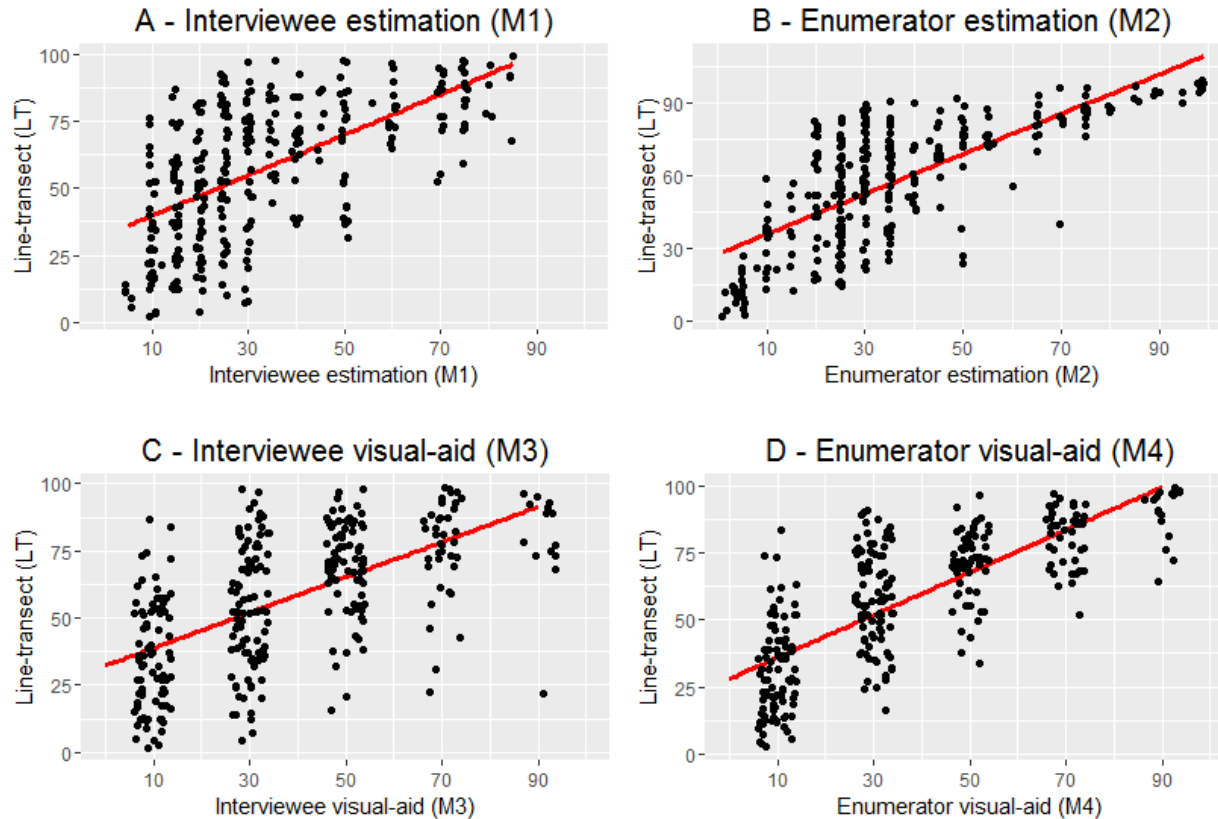 A - Interviewee estimation (M1)
Line-transect (LT)
100
75
50
25
0
10 30 50 70 90
Interviewee estimation (M1)
B - Enumerator estimation (M2)
Line-transect (LT)
90
60
30
0
10 30 50 70 90
Enumerator estimation (M2)
C - Interviewee visual-aid (M3)
Line-transect (LT)
100
75
50
25
0
10 30 50 70 90
Interviewee visual-aid (M3)
D - Enumerator visual-aid (M4)
Line-transect (LT)
100
75
50
25
0
10 30 50 70 90
Enumerator visual-aid (M4)